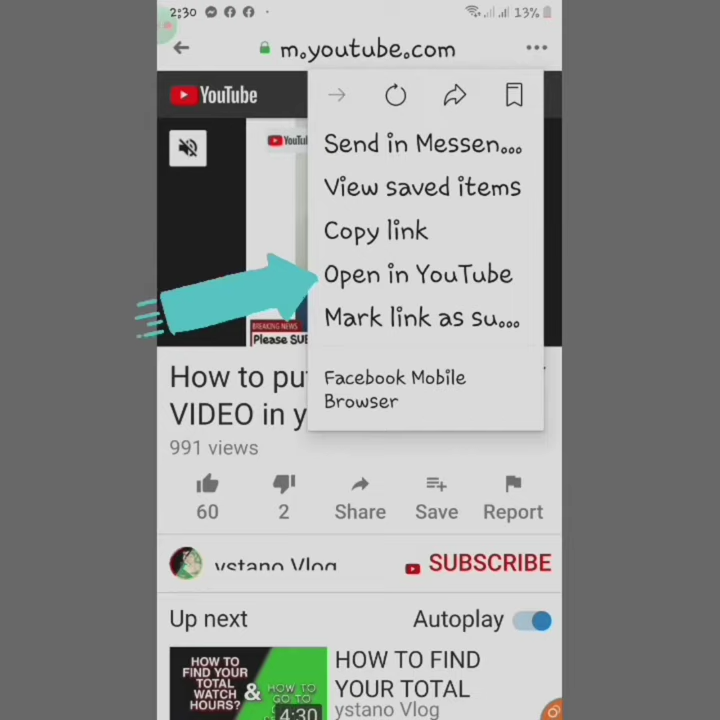 2:30 13%
m.youtube.com
YouTube
Send in Messen...
View saved items
Copy link
Open in YouTube
Mark link as su...
BREAKING NEWS
Please SU
Facebook Mobile
Browser
How to pu
VIDEO in y
991 views
60 2 Share Save Report
ystano Vlog SUBSCRIBE
Up next Autoplay
HOW TO
FIND YOUR
TOTAL
WATCH
HOURS?
&
HOW TO
GO TO
4:30
HOW TO FIND
YOUR TOTAL
ystano Vlog